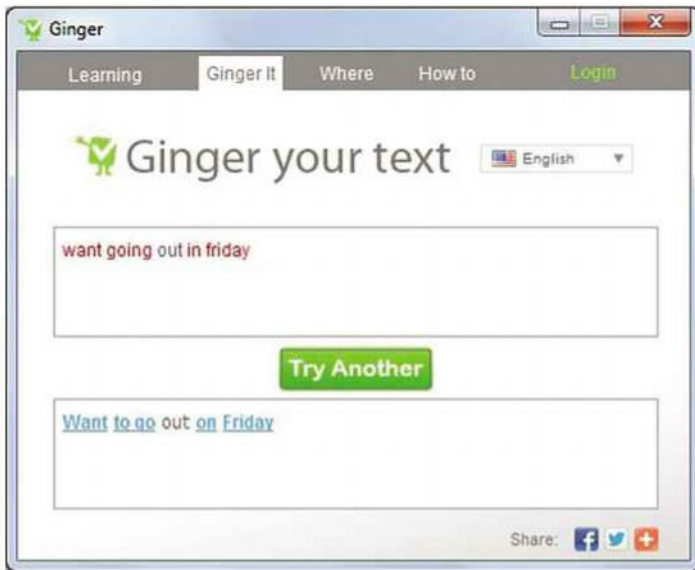 Ginger
Learning Ginger It Where How to Login
Ginger your text English
want going out in friday
Try Another
Want to go out on Friday
Share: